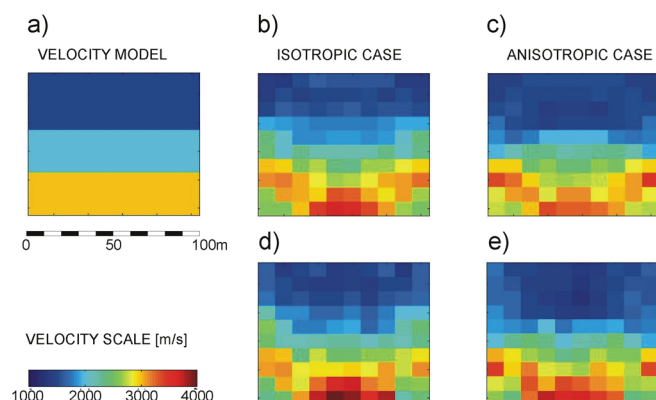 a)
b)
c)
VELOCITY MODEL
ISOTROPIC CASE
ANISOTROPIC CASE
0 50 100m
d)
e)
VELOCITY SCALE [m/s]
1000 2000 3000 4000